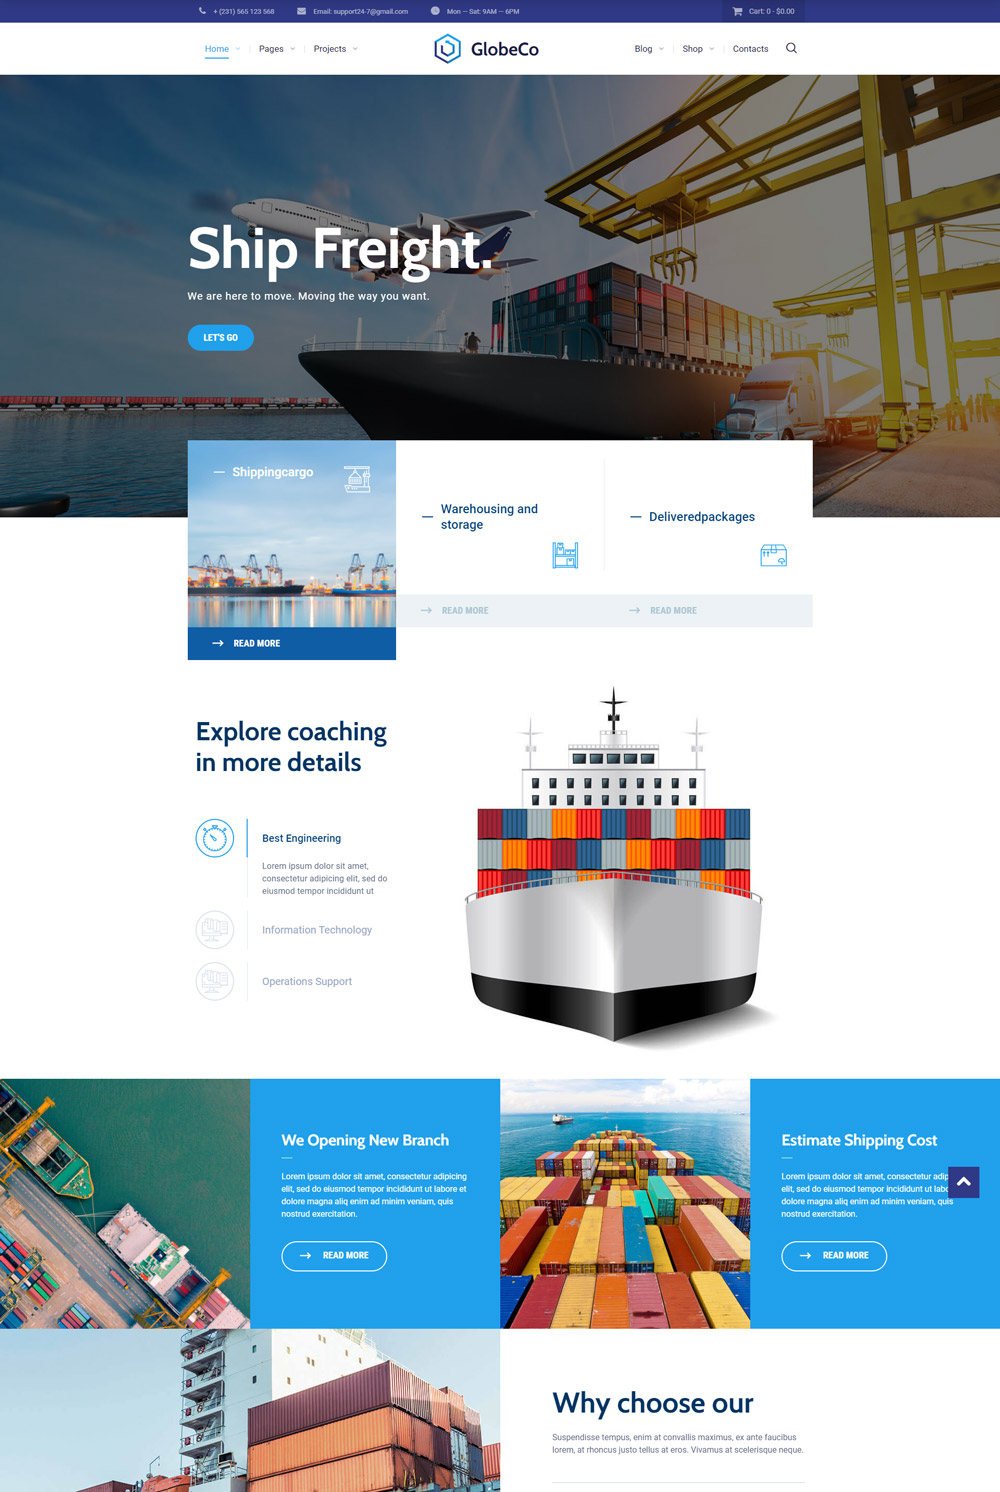 + (231) 565 123 568
Email: support24-7@gmail.com
Mon – Sat: 9AM – 6PM
Cart: 0 - $0.00
Home
Pages
Projects
GlobeCo
Blog
Shop
Contacts
Ship Freight.
We are here to move. Moving the way you want.
LET'S GO
Shippingcargo
READ MORE
Warehousing and
storage
READ MORE
Deliveredpackages
READ MORE
Explore coaching
in more details
Best Engineering
Lorem ipsum dolor sit amet,
consectetur adipicing elit, sed do
eiusmod tempor incididunt ut
Information Technology
Operations Support
We Opening New Branch
Lorem ipsum dolor sit amet, consectetur adipicing
elit, sed do eiusmod tempor incididunt ut labore et
dolore magna aliq enim ad minim veniam, quis
nostrud exercitation.
READ MORE
Estimate Shipping Cost
Lorem ipsum dolor sit amet, consectetur
elit, sed do eiusmod tempor incididunt ut
dolore magna aliq enim ad minim veniam, quis
nostrud exercitation.
READ MORE
Why choose our
Suspendisse tempus, enim at convallis maximus, ex ante faucibus
lorem, at rhoncus justo tellus at eros. Vivamus at scelerisque neque.